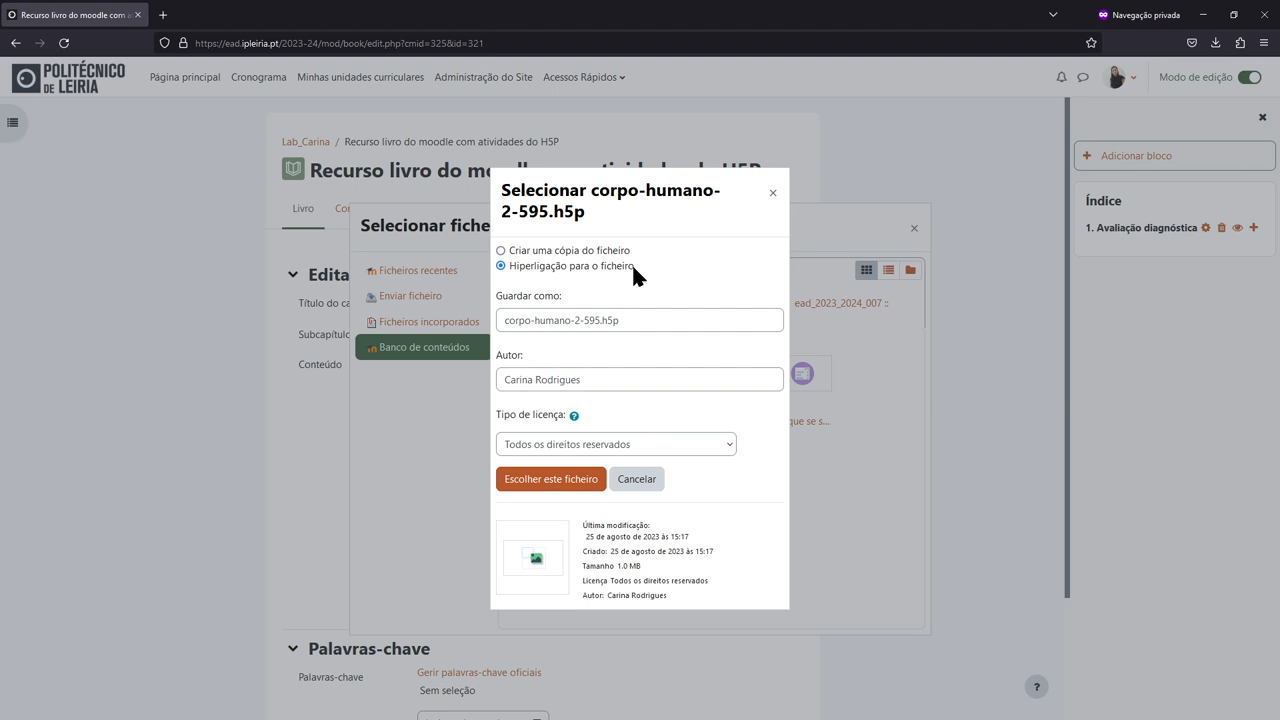 Recurso livro do moodle com a
Navegação privada
https://ead.ipleiria.pt/2023-24/mod/book/edit.php?cmid=325&id=321
POLITÉCNICO
DE LEIRIA
Página principal
Cronograma
Minhas unidades curriculares
Administração do Site
Acessos Rápidos
Modo de edição
Lab_Carina / Recurso livro do moodle com atividades do H5P
Adicionar bloco
Índice
1. Avaliação diagnóstica
Livro
Selecionar fiche
Ficheiros recentes
Enviar ficheiro
Ficheiros incorporados
Banco de conteúdos
ead_2023_2024_007 ::
que se s...
Edita
Título do ca
Subcapítulo
Conteúdo
Selecionar corpo-humano-
2-595.h5p
Criar uma cópia do ficheiro
Hiperligação para o ficheiro
Guardar como:
corpo-humano-2-595.h5p
Autor:
Carina Rodrigues
Tipo de licença:
Todos os direitos reservados
Escolher este ficheiro
Cancelar
Última modificação:
25 de agosto de 2023 às 15:17
Criado: 25 de agosto de 2023 às 15:17
Tamanho 1.0 MB
Licença Todos os direitos reservados
Autor: Carina Rodrigues
Palavras-chave
Palavras-chave
Gerir palavras-chave oficiais
Sem seleção